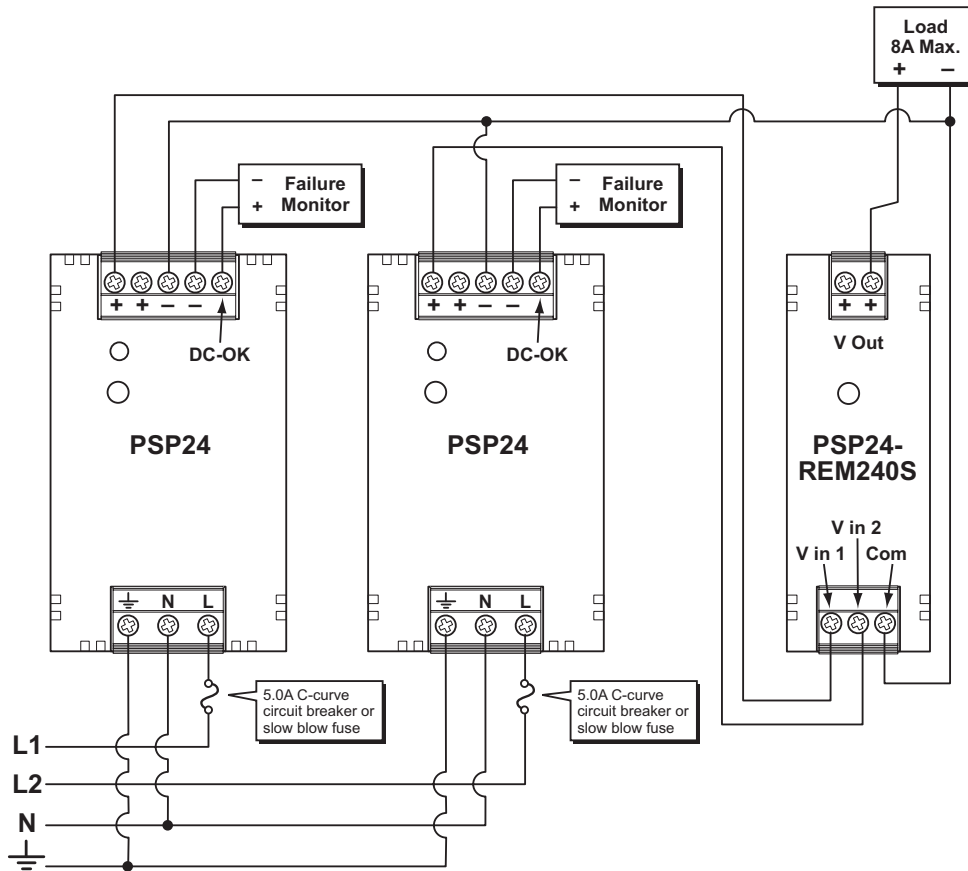 Load
8A Max.
+ −
− Failure
+ Monitor
− Failure
+ Monitor
+ + − −
DC-OK
+ + − −
DC-OK
+ +
V Out
PSP24
PSP24
PSP24-
REM240S
V in 2
V in 1 Com
N L
N L
5.0A C-curve
circuit breaker or
slow blow fuse
5.0A C-curve
circuit breaker or
slow blow fuse
L1
L2
N